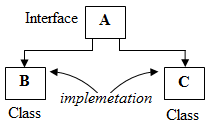 Interface A
B C
implemetation
Class Class